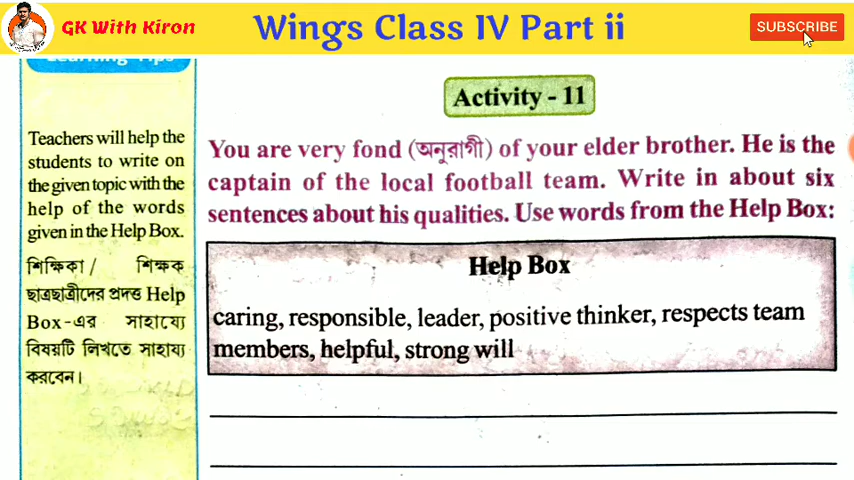 GK With Kiron
Wings Class IV Part ii
SUBSCRIBE
Learning Tips
Teachers will help the
students to write on
the given topic with the
help of the words
given in the Help Box.
শিক্ষিকা / শিক্ষক
ছাত্রছাত্রীদের প্রদত্ত Help
Box-এর সাহায্যে
বিষয়টি লিখতে সাহায্য
করবেন।
Activity - 11
You are very fond (অনুরাগী) of your elder brother. He is the
captain of the local football team. Write in about six
sentences about his qualities. Use words from the Help Box:
Help Box
caring, responsible, leader, positive thinker, respects team
members, helpful, strong will